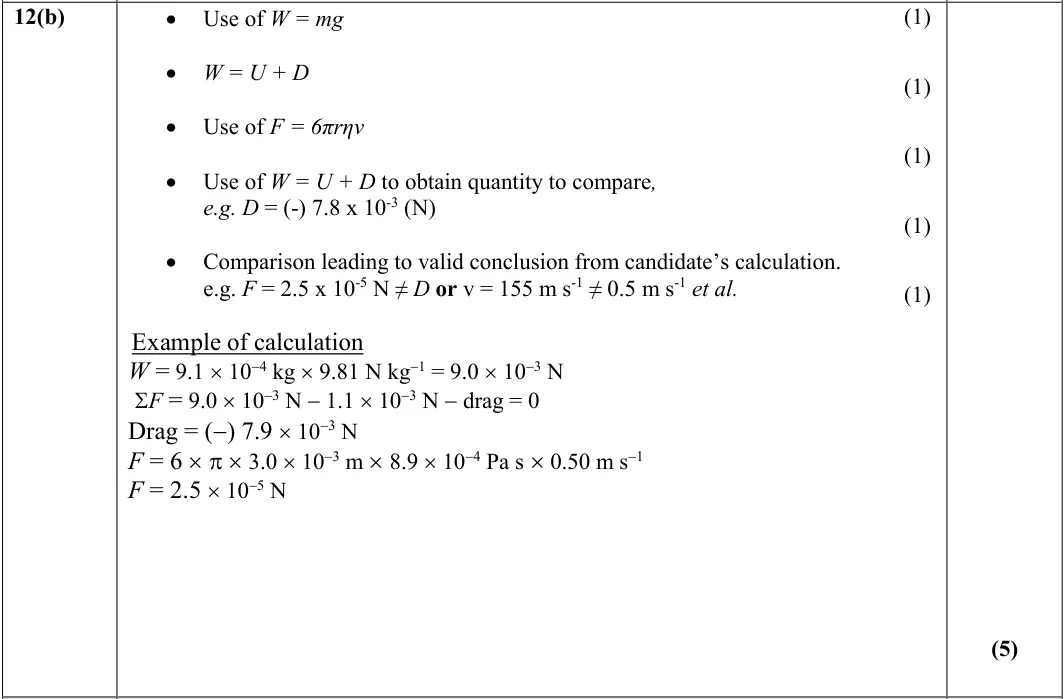 12(b)
• Use of W = mg (1)
• W = U + D
(1)
• Use of F = 6πrηv
(1)
• Use of W = U + D to obtain quantity to compare,
e.g. D = (-) 7.8 x 10⁻³ (N)
(1)
• Comparison leading to valid conclusion from candidate’s calculation.
e.g. F = 2.5 x 10⁻⁵ N ≠ D or v = 155 m s⁻¹ ≠ 0.5 m s⁻¹ et al. (1)
Example of calculation
W = 9.1 × 10⁻⁴ kg × 9.81 N kg⁻¹ = 9.0 × 10⁻³ N
ΣF = 9.0 × 10⁻³ N – 1.1 × 10⁻³ N – drag = 0
Drag = (−) 7.9 × 10⁻³ N
F = 6 × π × 3.0 × 10⁻³ m × 8.9 × 10⁻⁴ Pa s × 0.50 m s⁻¹
F = 2.5 × 10⁻⁵ N
(5)